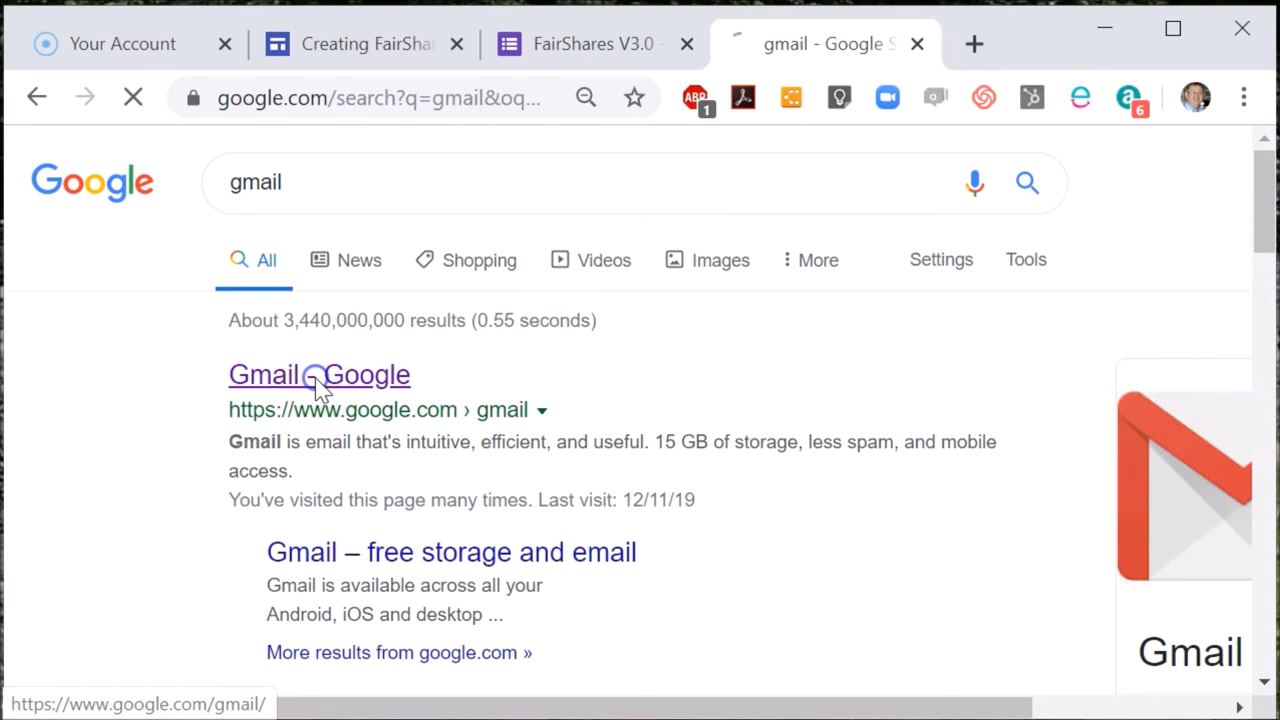 Your Account
Creating FairShar
FairShares V3.0 -
gmail - Google S
google.com/search?q=gmail&oq...
ABP
1
a
e
a
6
Google
gmail
All
News
Shopping
Videos
Images
More
Settings
Tools
About 3,440,000,000 results (0.55 seconds)
Gmail - Google
https://www.google.com › gmail
Gmail is email that's intuitive, efficient, and useful. 15 GB of storage, less spam, and mobile
access.
You've visited this page many times. Last visit: 12/11/19
Gmail – free storage and email
Gmail is available across all your
Android, iOS and desktop ...
More results from google.com »
Gmail
https://www.google.com/gmail/